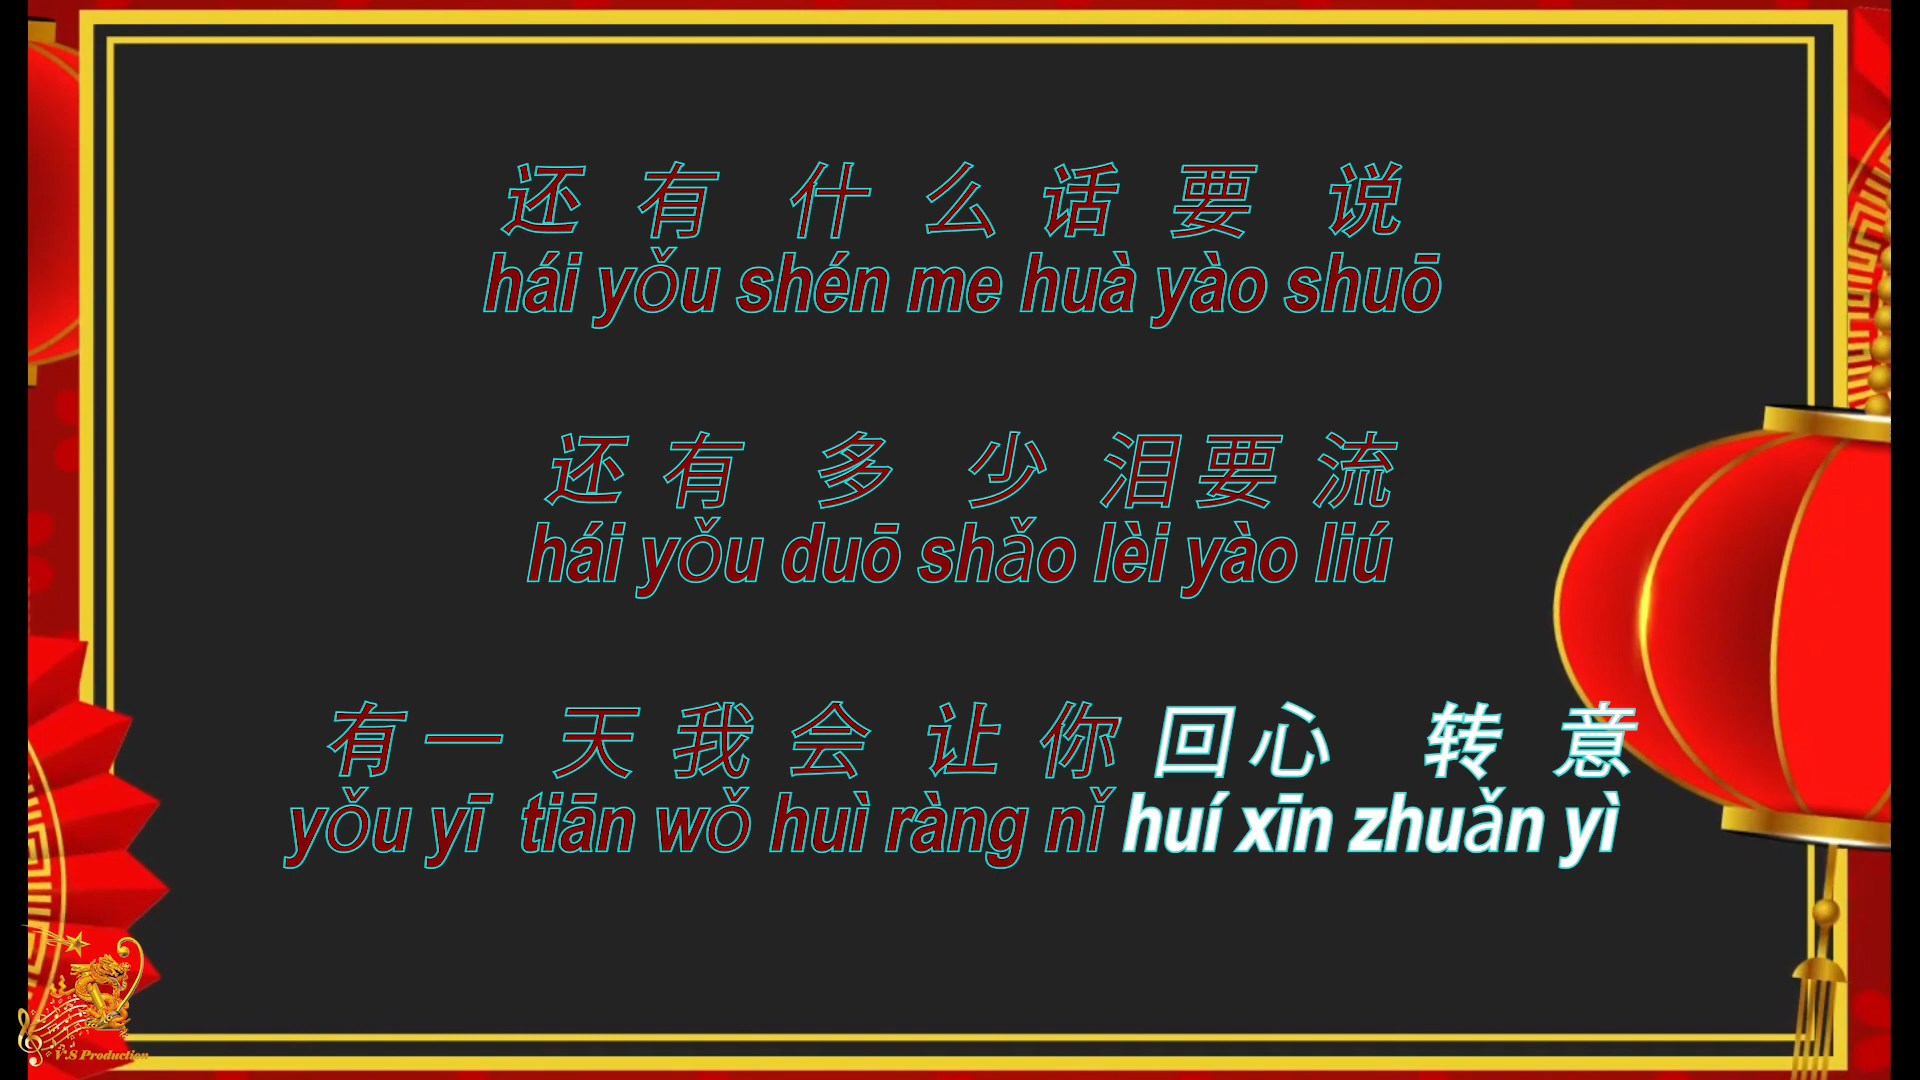 还 有 什 么 话 要 说
hái yǒu shén me huà yào shuō
还 有 多 少 泪 要 流
hái yǒu duō shǎo lèi yào liú
有 一 天 我 会 让 你 回 心 转 意
yǒu yī tiān wǒ huì ràng nǐ huí xīn zhuǎn yì
V.S Production